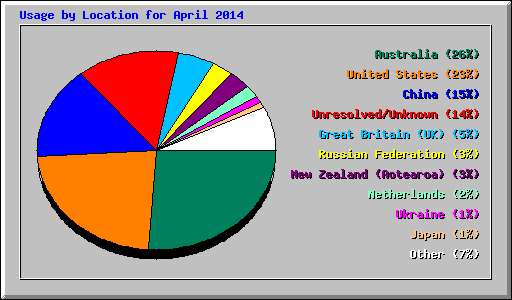 Usage by Location for April 2014
Australia (26%)
United States (23%)
China (15%)
Unresolved/Unknown (14%)
Great Britain (UK) (5%)
Russian Federation (3%)
New Zealand (Aotearoa) (3%)
Netherlands (2%)
Ukraine (1%)
Japan (1%)
Other (7%)